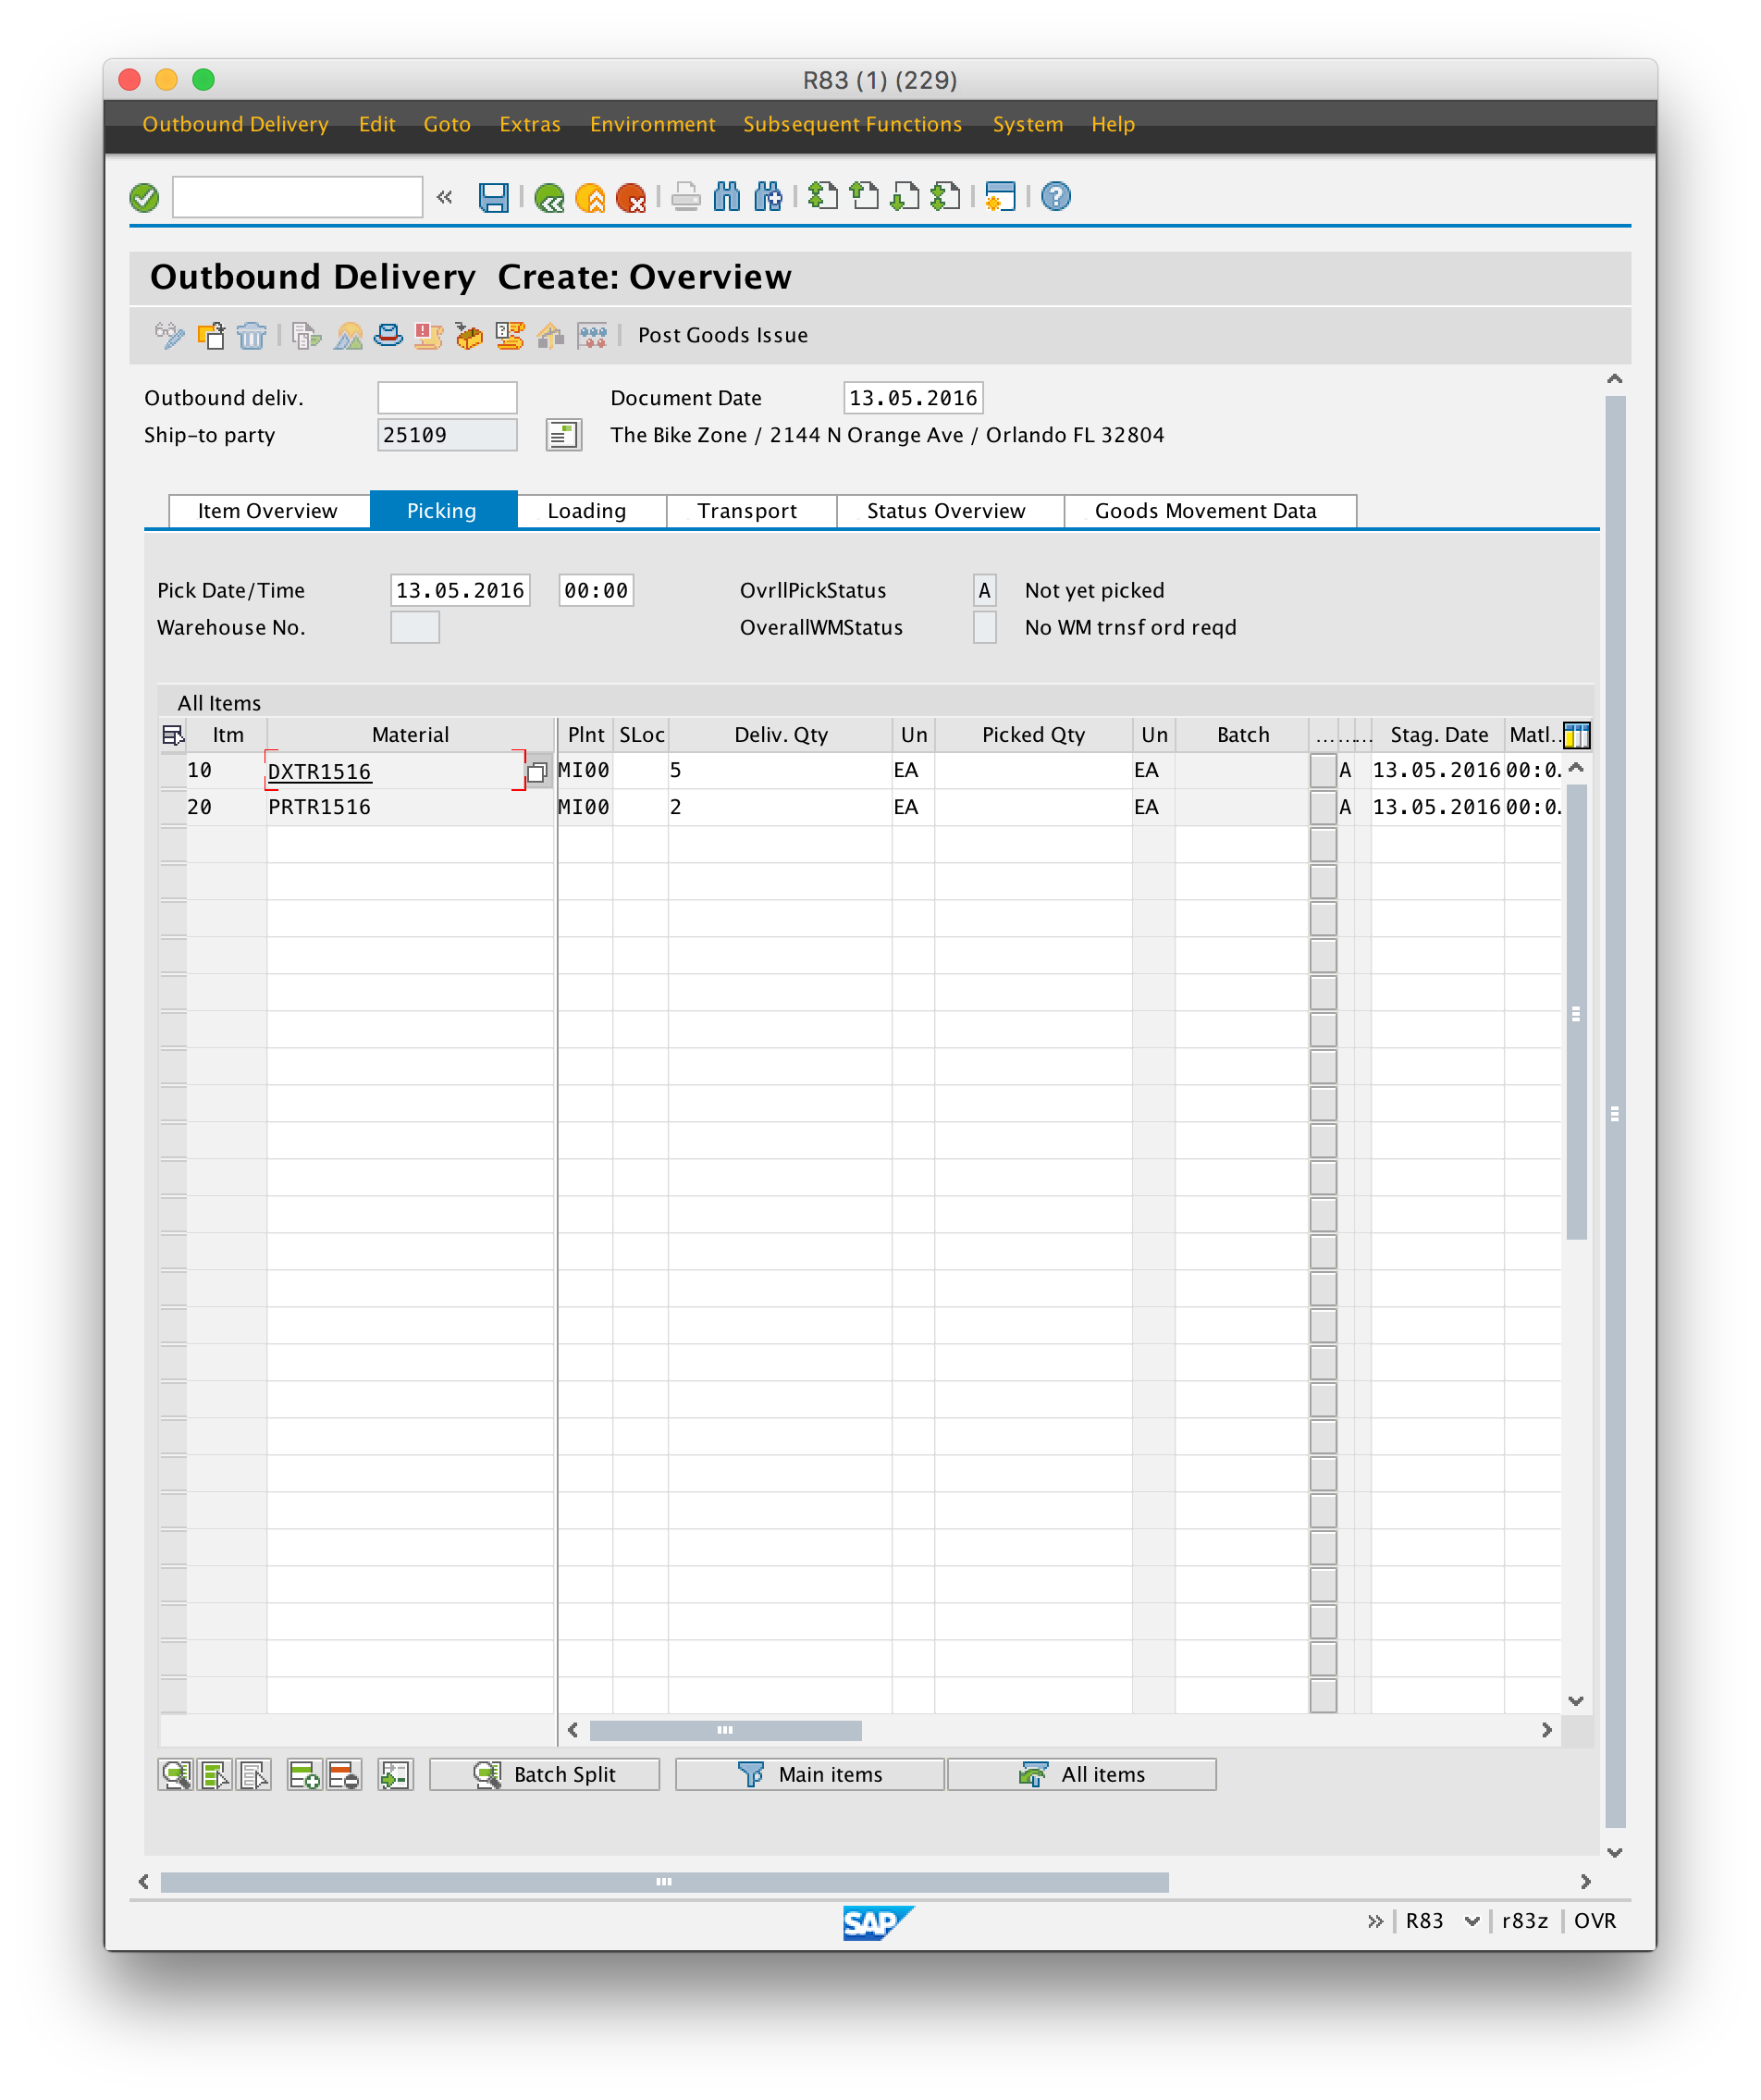 R83 (1) (229)
Outbound Delivery Edit Goto Extras Environment Subsequent Functions System Help
Outbound Delivery Create: Overview
Post Goods Issue
Outbound deliv. Document Date 13.05.2016
Ship-to party 25109 The Bike Zone / 2144 N Orange Ave / Orlando FL 32804
Item Overview Picking Loading Transport Status Overview Goods Movement Data
Pick Date/Time 13.05.2016 00:00 OvrllPickStatus A Not yet picked
Warehouse No. OverallWMStatus No WM trnsf ord reqd
All Items
Itm Material Plnt SLoc Deliv. Qty Un Picked Qty Un Batch ... ... ... Stag. Date Matl...
10 DXTR1516 MI00 5 EA EA A 13.05.2016 00:0.
20 PRTR1516 MI00 2 EA EA A 13.05.2016 00:0.
Batch Split Main items All items
SAP R83 r83z OVR